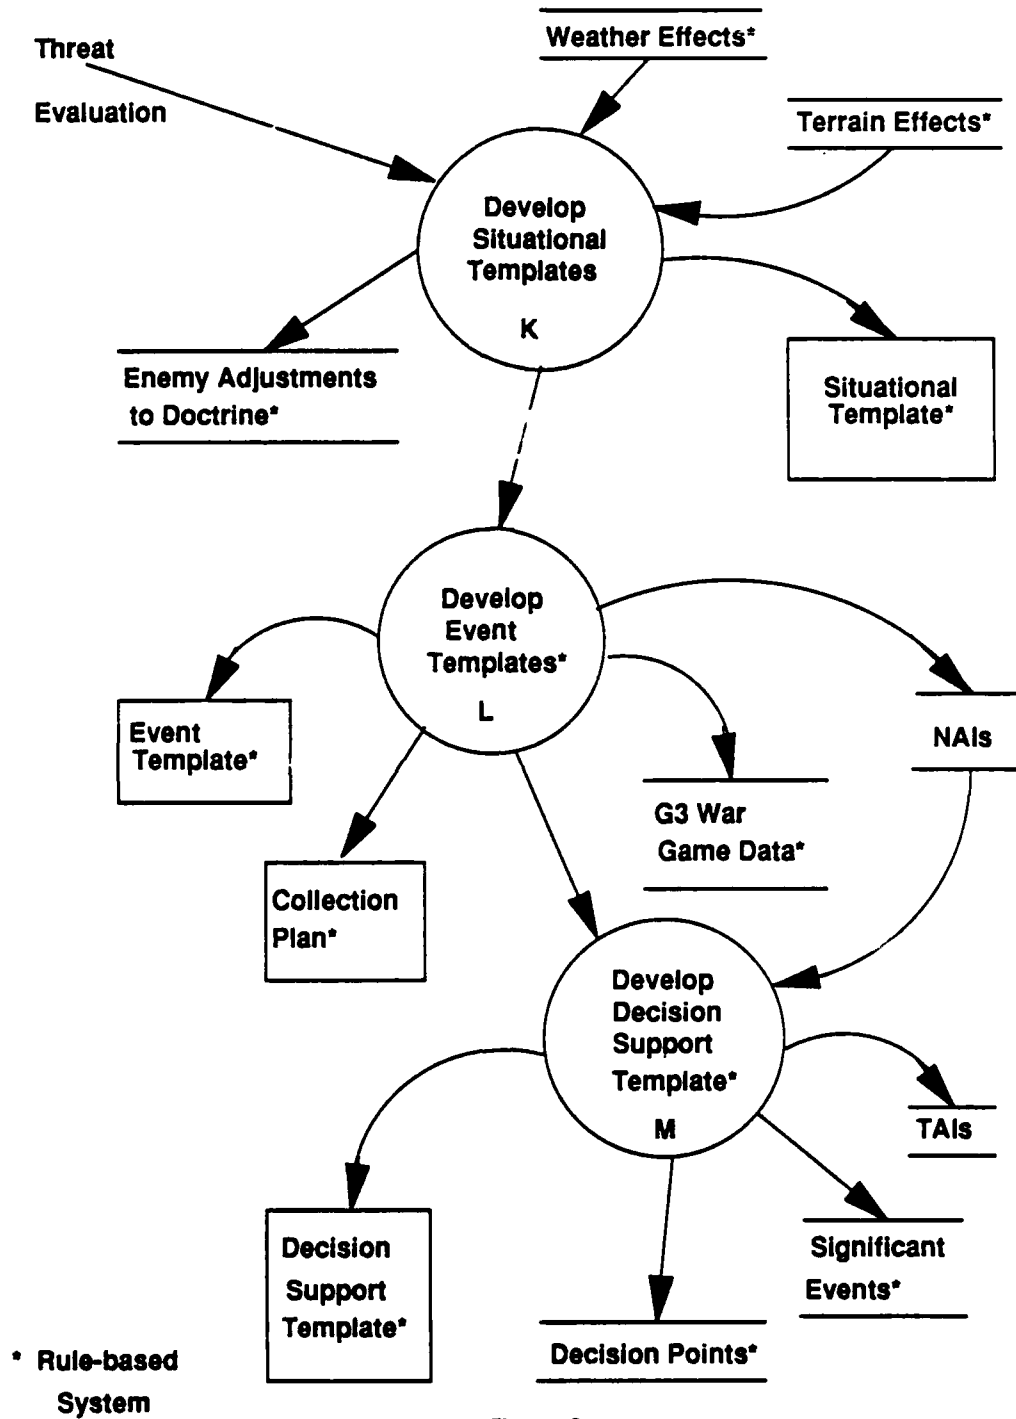 Weather Effects*
Threat
Evaluation
Terrain Effects*
Develop
Situational
Templates
K
Enemy Adjustments
to Doctrine*
Situational
Template*
Develop
Event
Templates*
L
Event
Template*
NAIs
G3 War
Game Data*
Collection
Plan*
Develop
Decision
Support
Template*
M
TAIs
Decision
Support
Template*
Significant
Events*
Decision Points*
* Rule-based
System